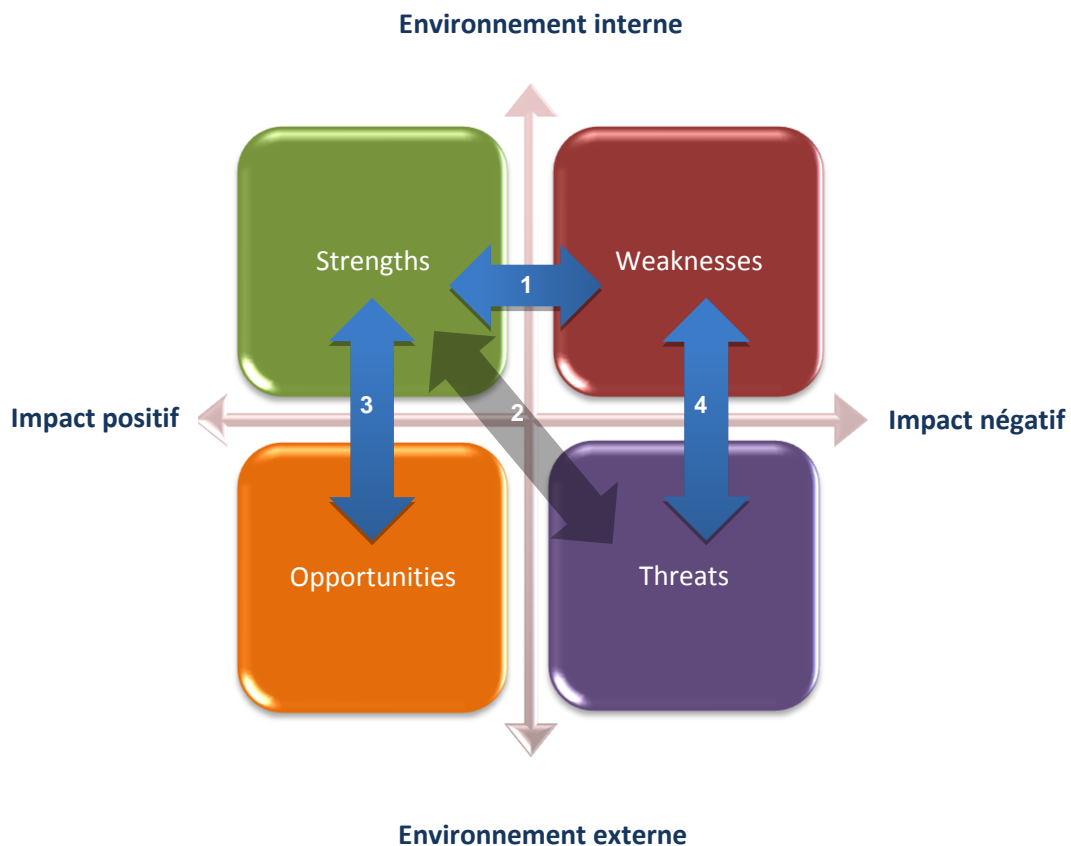 Environnement interne
Strengths
Weaknesses
1
3
2
4
Impact positif
Impact négatif
Opportunities
Threats
Environnement externe